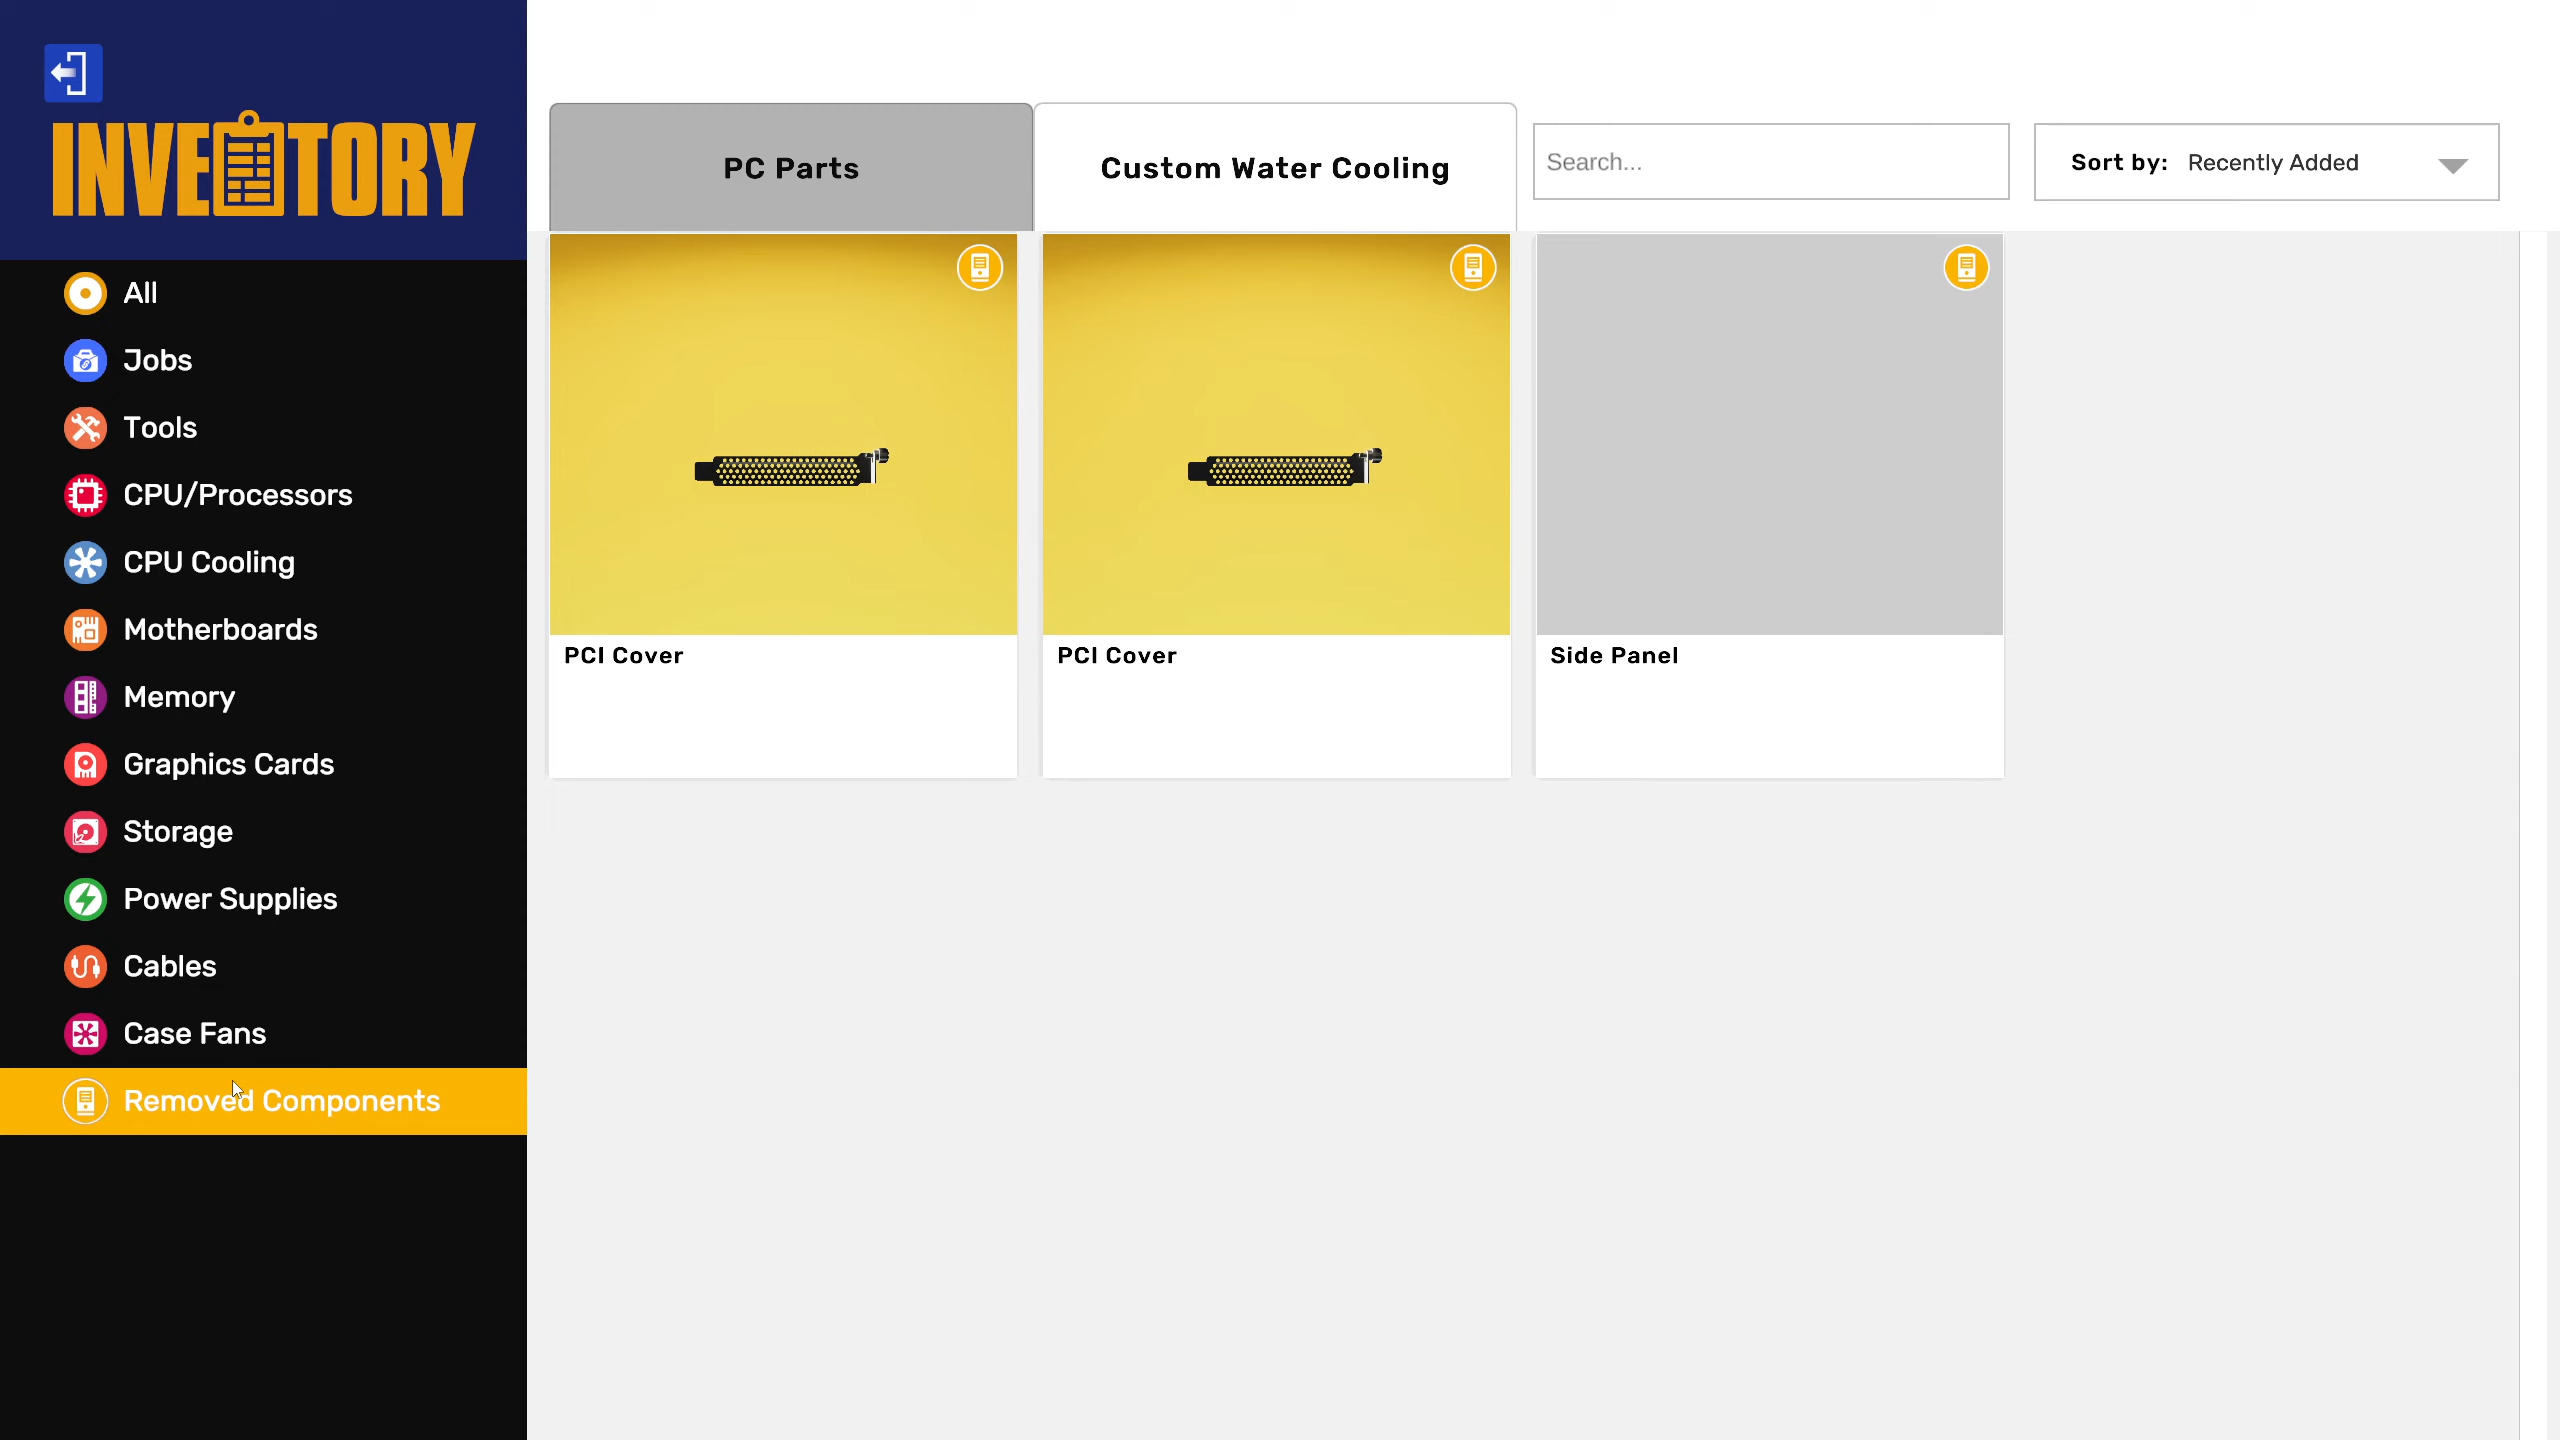 INVENTORY
All
Jobs
Tools
CPU/Processors
CPU Cooling
Motherboards
Memory
Graphics Cards
Storage
Power Supplies
Cables
Case Fans
Removed Components
PC Parts
Custom Water Cooling
Search...
Sort by: Recently Added
PCI Cover
PCI Cover
Side Panel